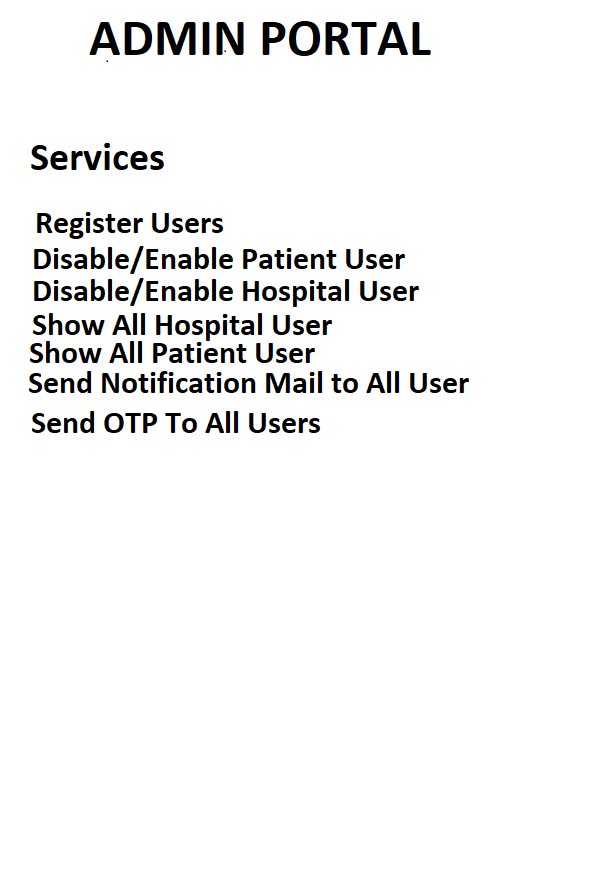 ADMIN PORTAL
Services
Register Users
Disable/Enable Patient User
Disable/Enable Hospital User
Show All Hospital User
Show All Patient User
Send Notification Mail to All User
Send OTP To All Users